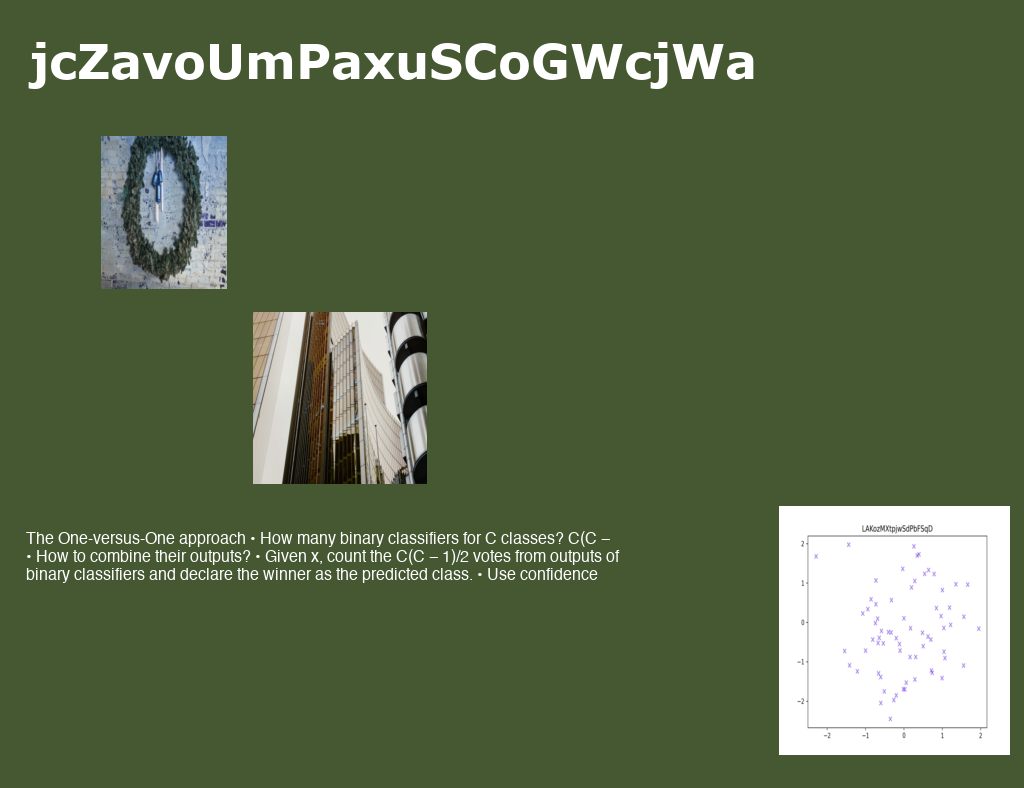 jcZavoUmPaxuSCoGWcjWa
The One-versus-One approach • How many binary classifiers for C classes? C(C –
• How to combine their outputs? • Given x, count the C(C – 1)/2 votes from outputs of
binary classifiers and declare the winner as the predicted class. • Use confidence
LAKozMXtpjwSdPbFSqD
2
1
0
−1
−2
−2 −1 0 1 2